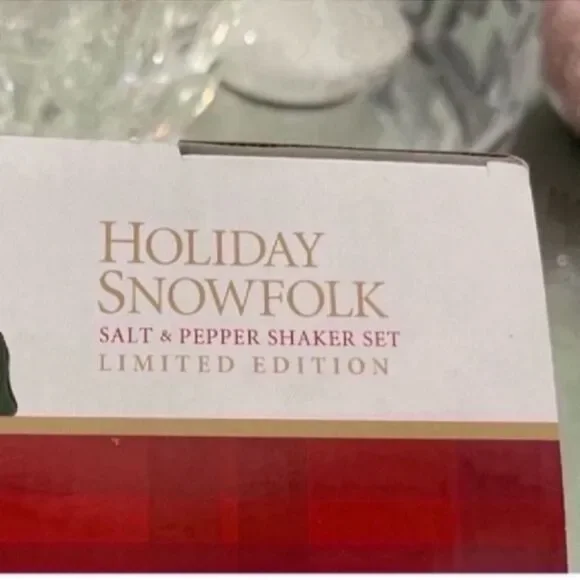 HOLIDAY
SNOWFOLK
SALT & PEPPER SHAKER SET
LIMITED EDITION